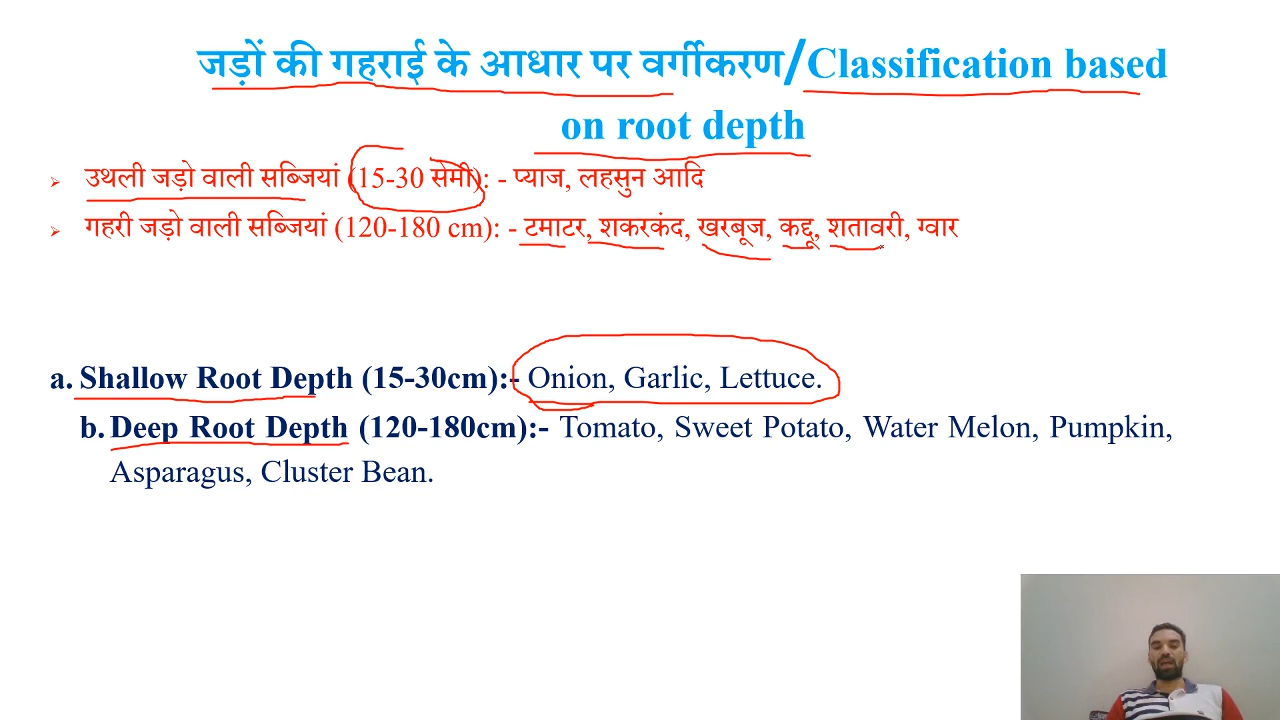 जड़ों की गहराई के आधार पर वर्गीकरण/Classification based
on root depth
➢ उथली जड़ो वाली सब्जियां (15-30 सेमी): - प्याज, लहसुन आदि
➢ गहरी जड़ो वाली सब्जियां (120-180 cm): - टमाटर, शकरकंद, खरबूज, कद्दू, शतावरी, ग्वार
a. Shallow Root Depth (15-30cm):- Onion, Garlic, Lettuce.
b. Deep Root Depth (120-180cm):- Tomato, Sweet Potato, Water Melon, Pumpkin,
Asparagus, Cluster Bean.